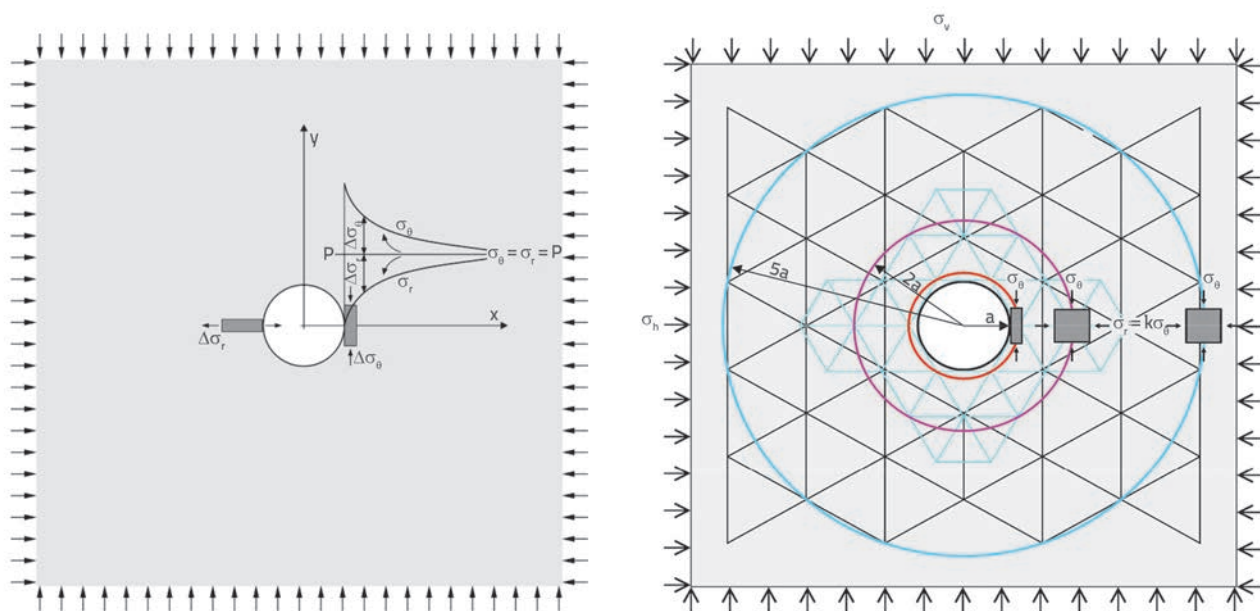 y
σθ
Δσθ
P
σθ = σr = P
Δσr
σr
x
Δσr
Δσθ
σv
5a
2a
σθ
σθ
σθ
σh
a
σr = kσθ